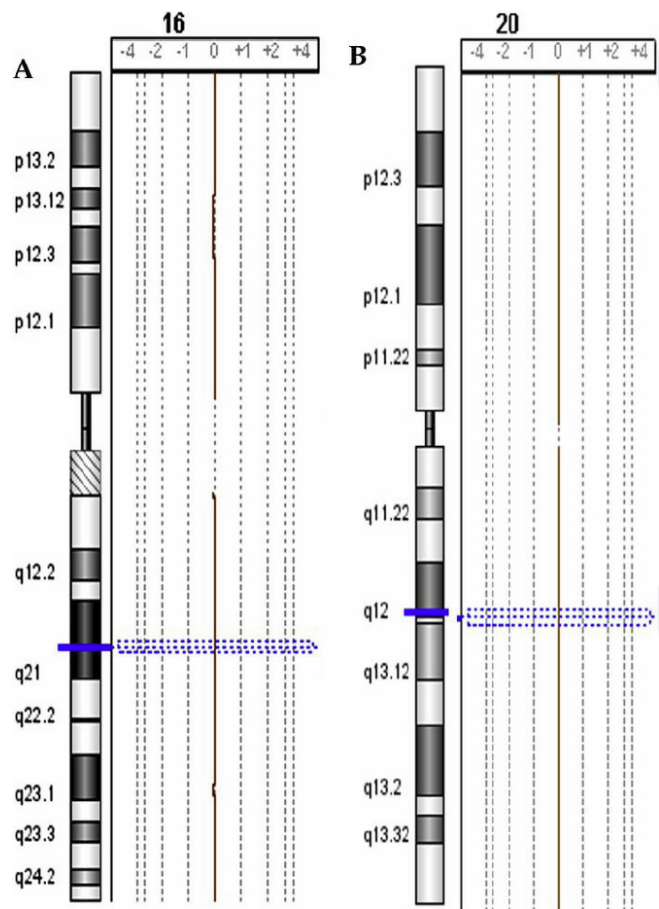 16
A
-4 -2 -1 0 +1 +2 +4
p13.2
p13.12
p12.3
p12.1
q12.2
q21
q22.2
q23.1
q23.3
q24.2
20
B
-4 -2 -1 0 +1 +2 +4
p12.3
p12.1
p11.22
q11.22
q12
q13.12
q13.2
q13.32